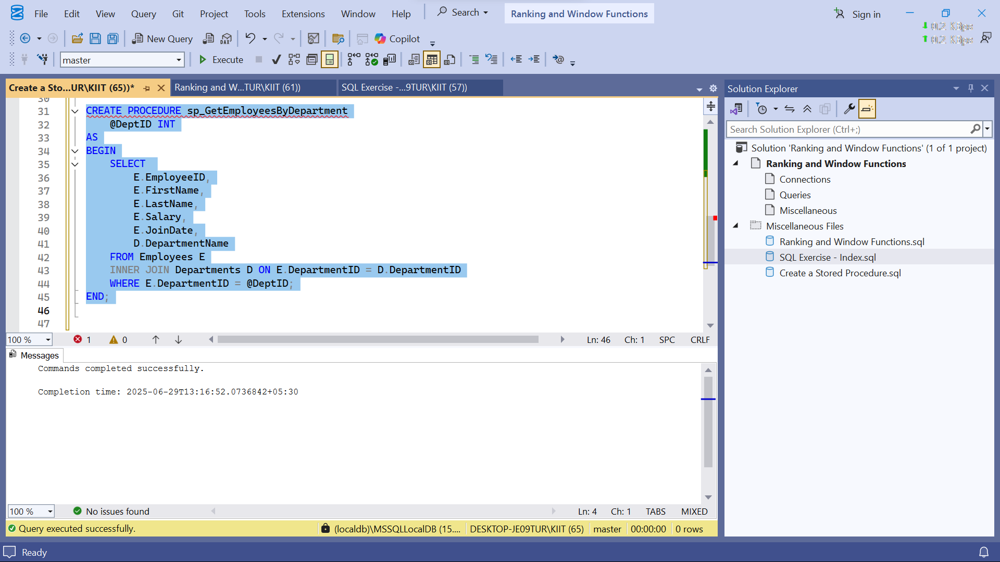 File Edit View Query Git Project Tools Extensions Window Help Search Ranking and Window Functions Sign in
New Query DAX Copilot
master Execute
Create a Sto...UR\KIIT (65))* Ranking and W...TUR\KIIT (61)) SQL Exercise -...9TUR\KIIT (57))
30
31 CREATE PROCEDURE sp_GetEmployeesByDepartment
32 @DeptID INT
33 AS
34 BEGIN
35 SELECT
36 E.EmployeeID,
37 E.FirstName,
38 E.LastName,
39 E.Salary,
40 E.JoinDate,
41 D.DepartmentName
42 FROM Employees E
43 INNER JOIN Departments D ON E.DepartmentID = D.DepartmentID
44 WHERE E.DepartmentID = @DeptID;
45 END;
46
47
100 % 1 0 Ln: 46 Ch: 1 SPC CRLF
Messages
Commands completed successfully.
Completion time: 2025-06-29T13:16:52.0736842+05:30
100 % No issues found Ln: 4 Ch: 1 TABS MIXED
Query executed successfully. (localdb)\MSSQLLocalDB (15.... DESKTOP-JE09TUR\KIIT (65) master 00:00:00 0 rows
Solution Explorer
Search Solution Explorer (Ctrl+;)
Solution 'Ranking and Window Functions' (1 of 1 project)
Ranking and Window Functions
Connections
Queries
Miscellaneous
Miscellaneous Files
Ranking and Window Functions.sql
SQL Exercise - Index.sql
Create a Stored Procedure.sql
Ready